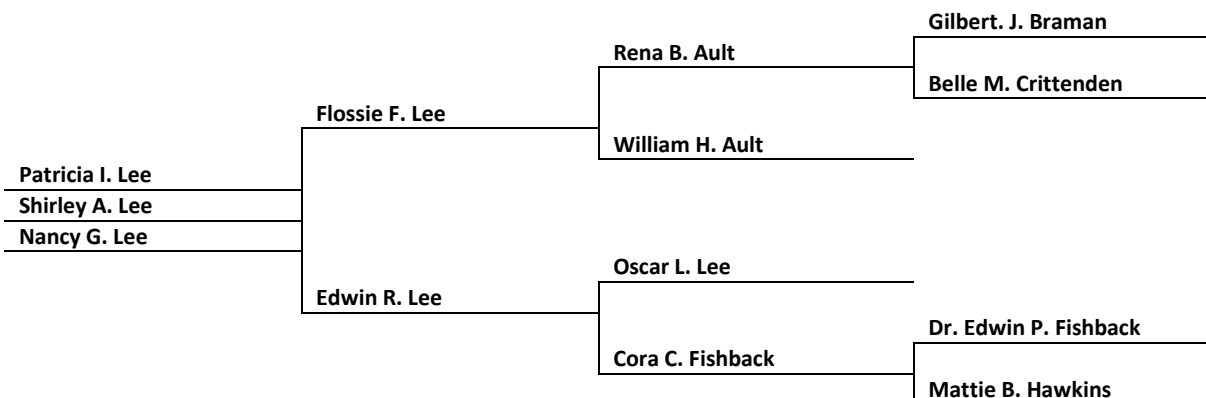 Gilbert. J. Braman
Rena B. Ault
Belle M. Crittenden
Flossie F. Lee
William H. Ault
Patricia I. Lee
Shirley A. Lee
Nancy G. Lee
Oscar L. Lee
Edwin R. Lee
Dr. Edwin P. Fishback
Cora C. Fishback
Mattie B. Hawkins